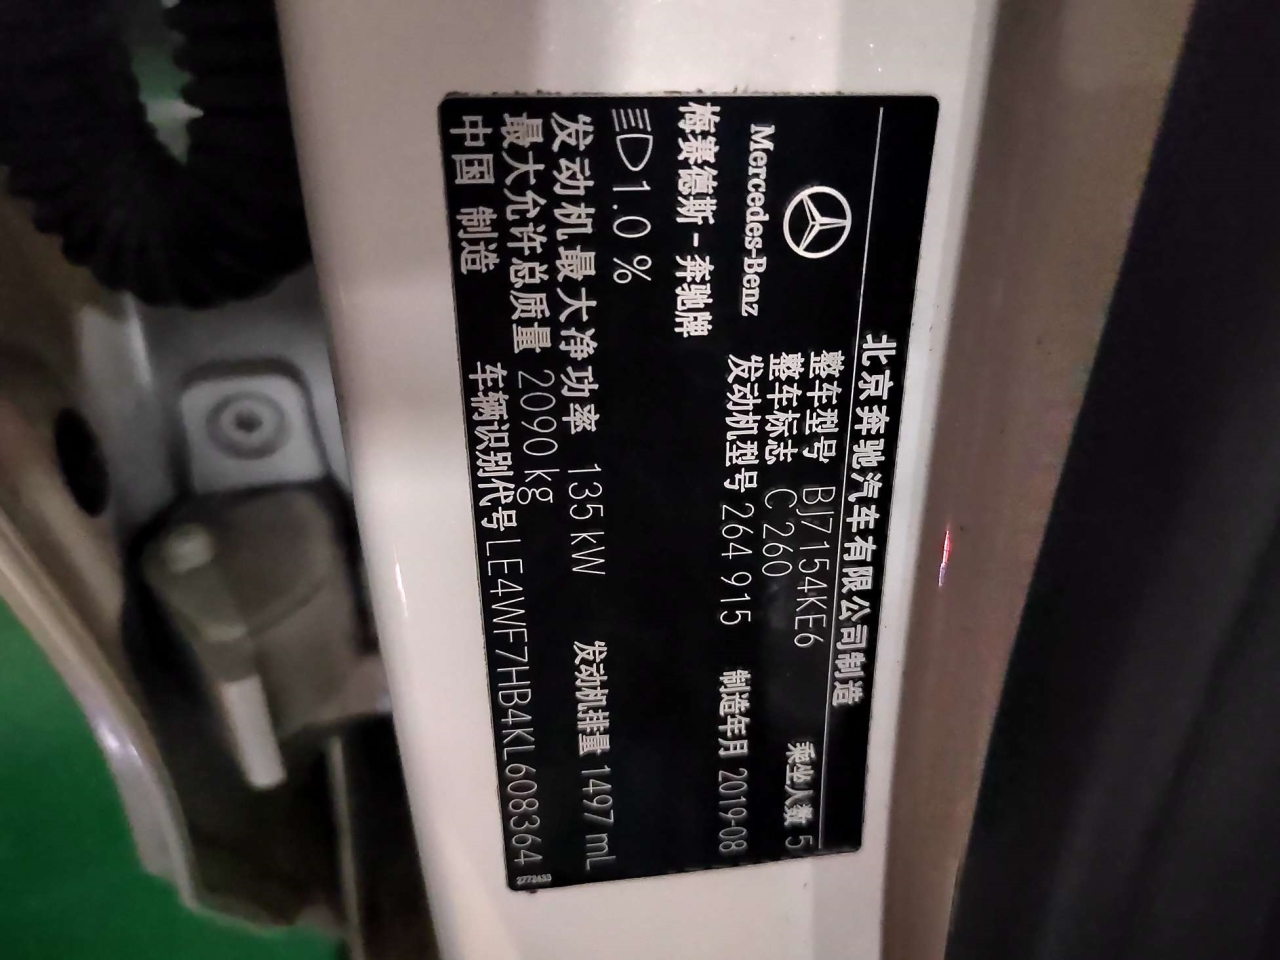 北京奔驰汽车有限公司制造
整车型号 BJ7154KE6 乘坐人数 5
整车标志 C 260
Mercedes-Benz
发动机型号 264 915 制造年月 2019-08
梅赛德斯-奔驰牌
1.0 %
发动机最大净功率 135 kW 发动机排量 1497 mL
最大允许总质量 2090 kg
中国 制造 车辆识别代号 LE4WF7HB4KL608364
2772433